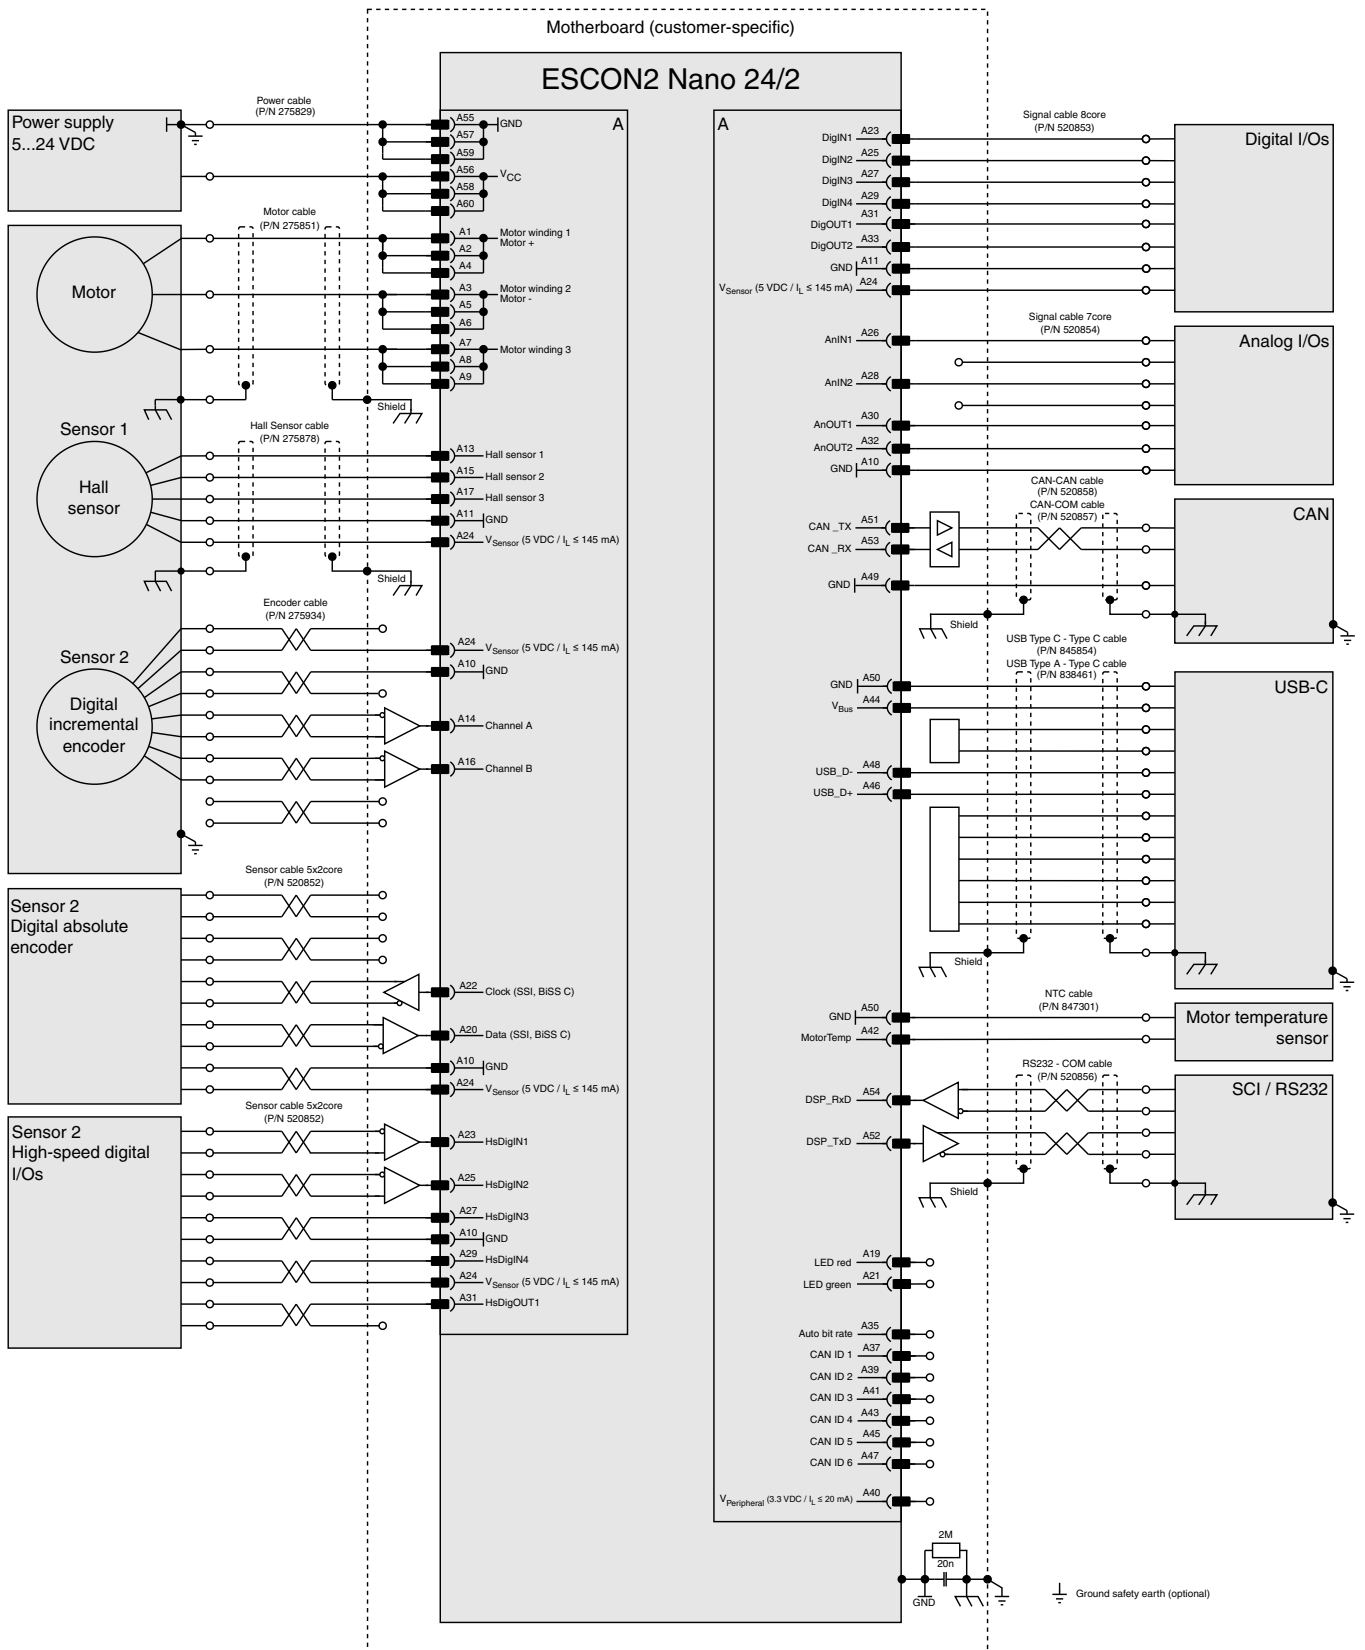 Motherboard (customer-specific)
ESCON2 Nano 24/2
Power supply
5...24 VDC
Power cable
(P/N 275829)
A
A55
GND
A57
A59
A56
VCC
A58
A60
Motor cable
(P/N 275851)
Motor
A1
Motor winding 1
Motor +
A2
A4
A3
Motor winding 2
Motor -
A5
A6
A7
Motor winding 3
A8
A9
Shield
Sensor 1
Hall
sensor
Hall Sensor cable
(P/N 275878)
A13
Hall sensor 1
A15
Hall sensor 2
A17
Hall sensor 3
A11
GND
A24
VSensor (5 VDC / IL ≤ 145 mA)
Shield
Encoder cable
(P/N 275934)
Sensor 2
Digital
incremental
encoder
A24
VSensor (5 VDC / IL ≤ 145 mA)
A10
GND
A14
Channel A
A16
Channel B
Sensor cable 5x2core
(P/N 520852)
Sensor 2
Digital absolute
encoder
A22
Clock (SSI, BiSS C)
A20
Data (SSI, BiSS C)
A10
GND
A24
VSensor (5 VDC / IL ≤ 145 mA)
Sensor cable 5x2core
(P/N 520852)
Sensor 2
High-speed digital
I/Os
A23
HsDigIN1
A25
HsDigIN2
A27
HsDigIN3
A10
GND
A29
HsDigIN4
A24
VSensor (5 VDC / IL ≤ 145 mA)
A31
HsDigOUT1
A
Signal cable 8core
(P/N 520853)
Digital I/Os
DigIN1
A23
DigIN2
A25
DigIN3
A27
DigIN4
A29
DigOUT1
A31
DigOUT2
A33
GND
A11
VSensor (5 VDC / IL ≤ 145 mA)
A24
Signal cable 7core
(P/N 520854)
Analog I/Os
AnIN1
A26
AnIN2
A28
AnOUT1
A30
AnOUT2
A32
GND
A10
CAN-CAN cable
(P/N 520858)
CAN-COM cable
(P/N 520857)
CAN
CAN _TX
A51
CAN _RX
A53
GND
A49
Shield
USB Type C - Type C cable
(P/N 845854)
USB Type A - Type C cable
(P/N 838461)
USB-C
GND
A50
VBus
A44
USB_D-
A48
USB_D+
A46
Shield
NTC cable
(P/N 847301)
Motor temperature
sensor
GND
A50
MotorTemp
A42
RS232 - COM cable
(P/N 520856)
SCI / RS232
DSP_RxD
A54
DSP_TxD
A52
Shield
LED red
A19
LED green
A21
Auto bit rate
A35
CAN ID 1
A37
CAN ID 2
A39
CAN ID 3
A41
CAN ID 4
A43
CAN ID 5
A45
CAN ID 6
A47
VPeripheral (3.3 VDC / IL ≤ 20 mA)
A40
2M
20n
GND
Ground safety earth (optional)